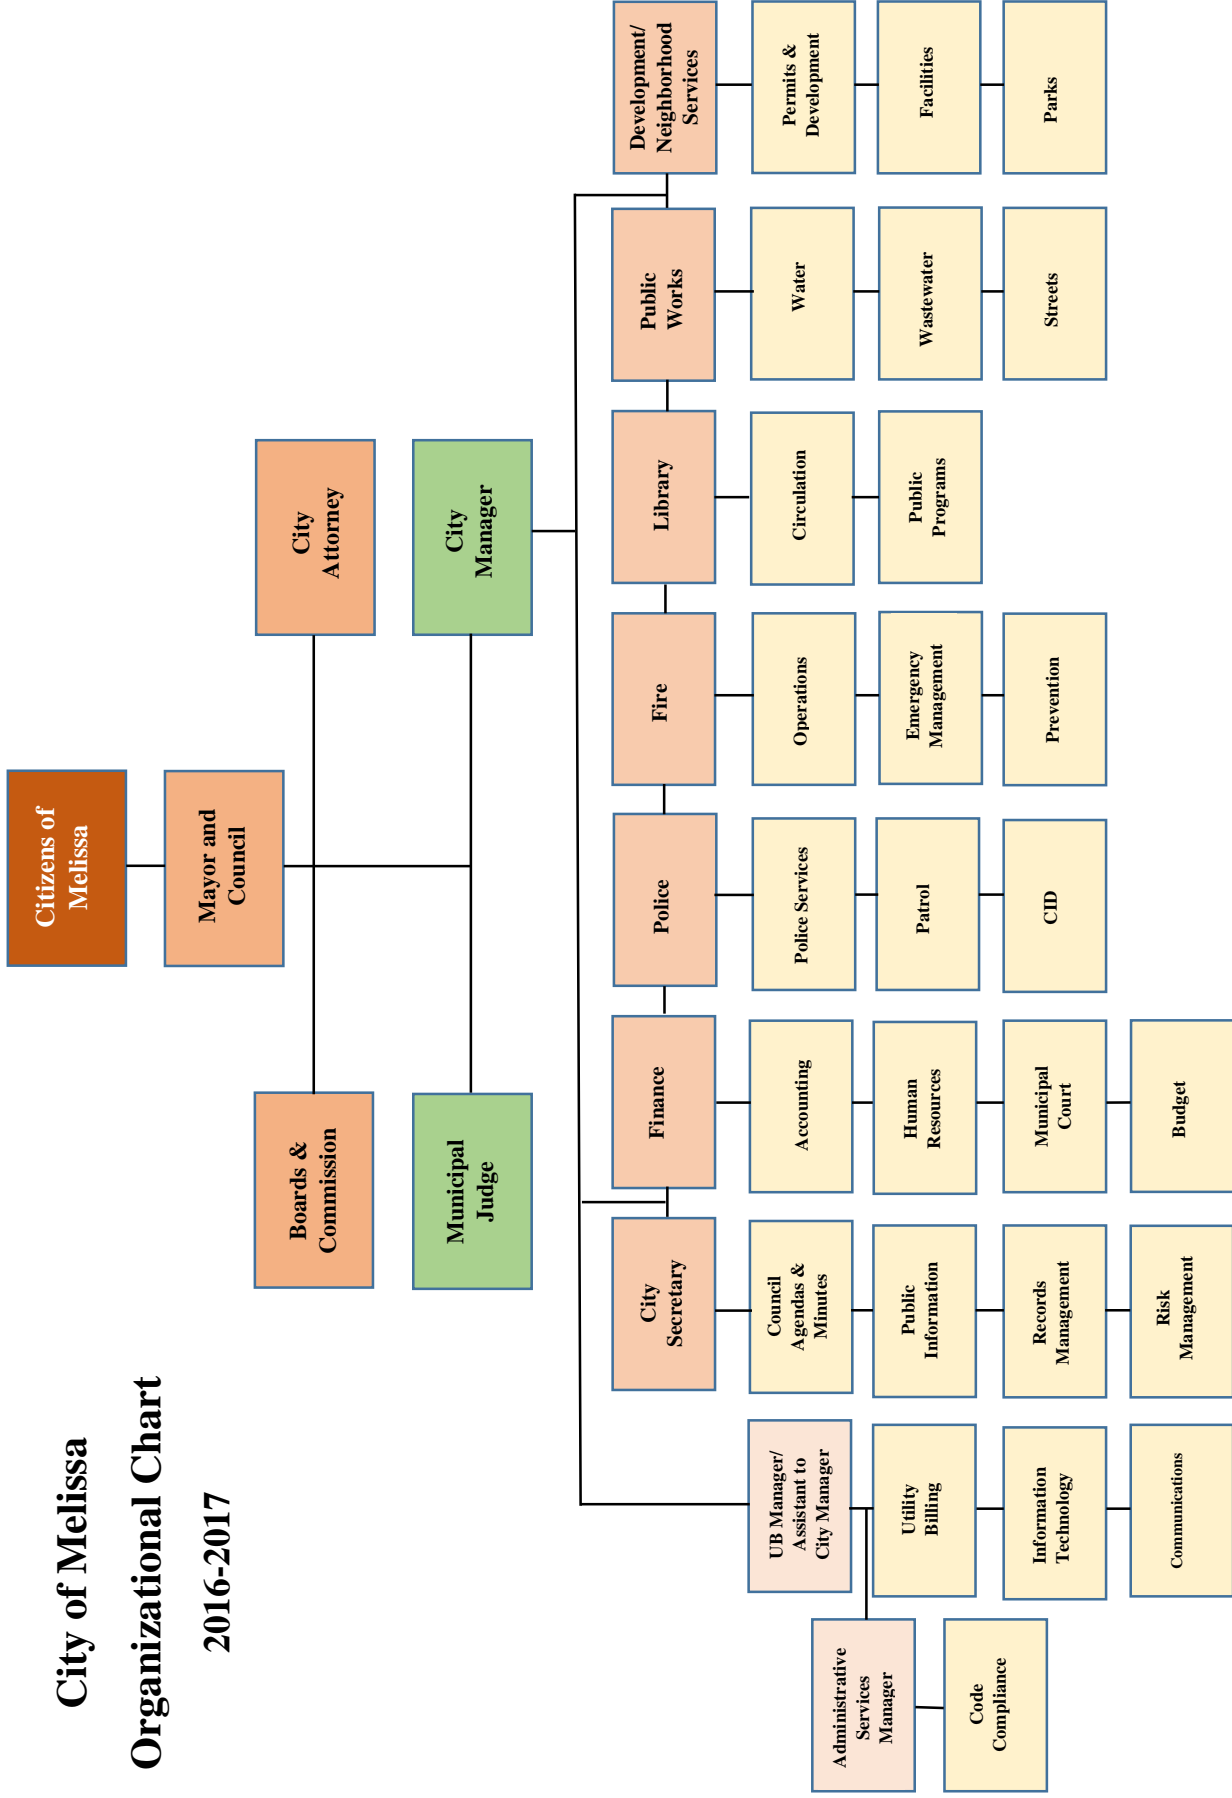 City of Melissa
Organizational Chart
2016-2017
Citizens of
Melissa
Mayor and
Council
Boards &
Commission
City
Attorney
Municipal
Judge
City
Manager
City
Secretary
Finance
Police
Fire
Library
Public
Works
Development/
Neighborhood
Services
UB Manager/
Assistant to
City Manager
Utility
Billing
Information
Technology
Communications
Administrative
Services
Manager
Code
Compliance
Council
Agendas &
Minutes
Public
Information
Records
Management
Risk
Management
Accounting
Human
Resources
Municipal
Court
Budget
Police Services
Patrol
CID
Operations
Emergency
Management
Prevention
Circulation
Public
Programs
Water
Wastewater
Streets
Permits &
Development
Facilities
Parks